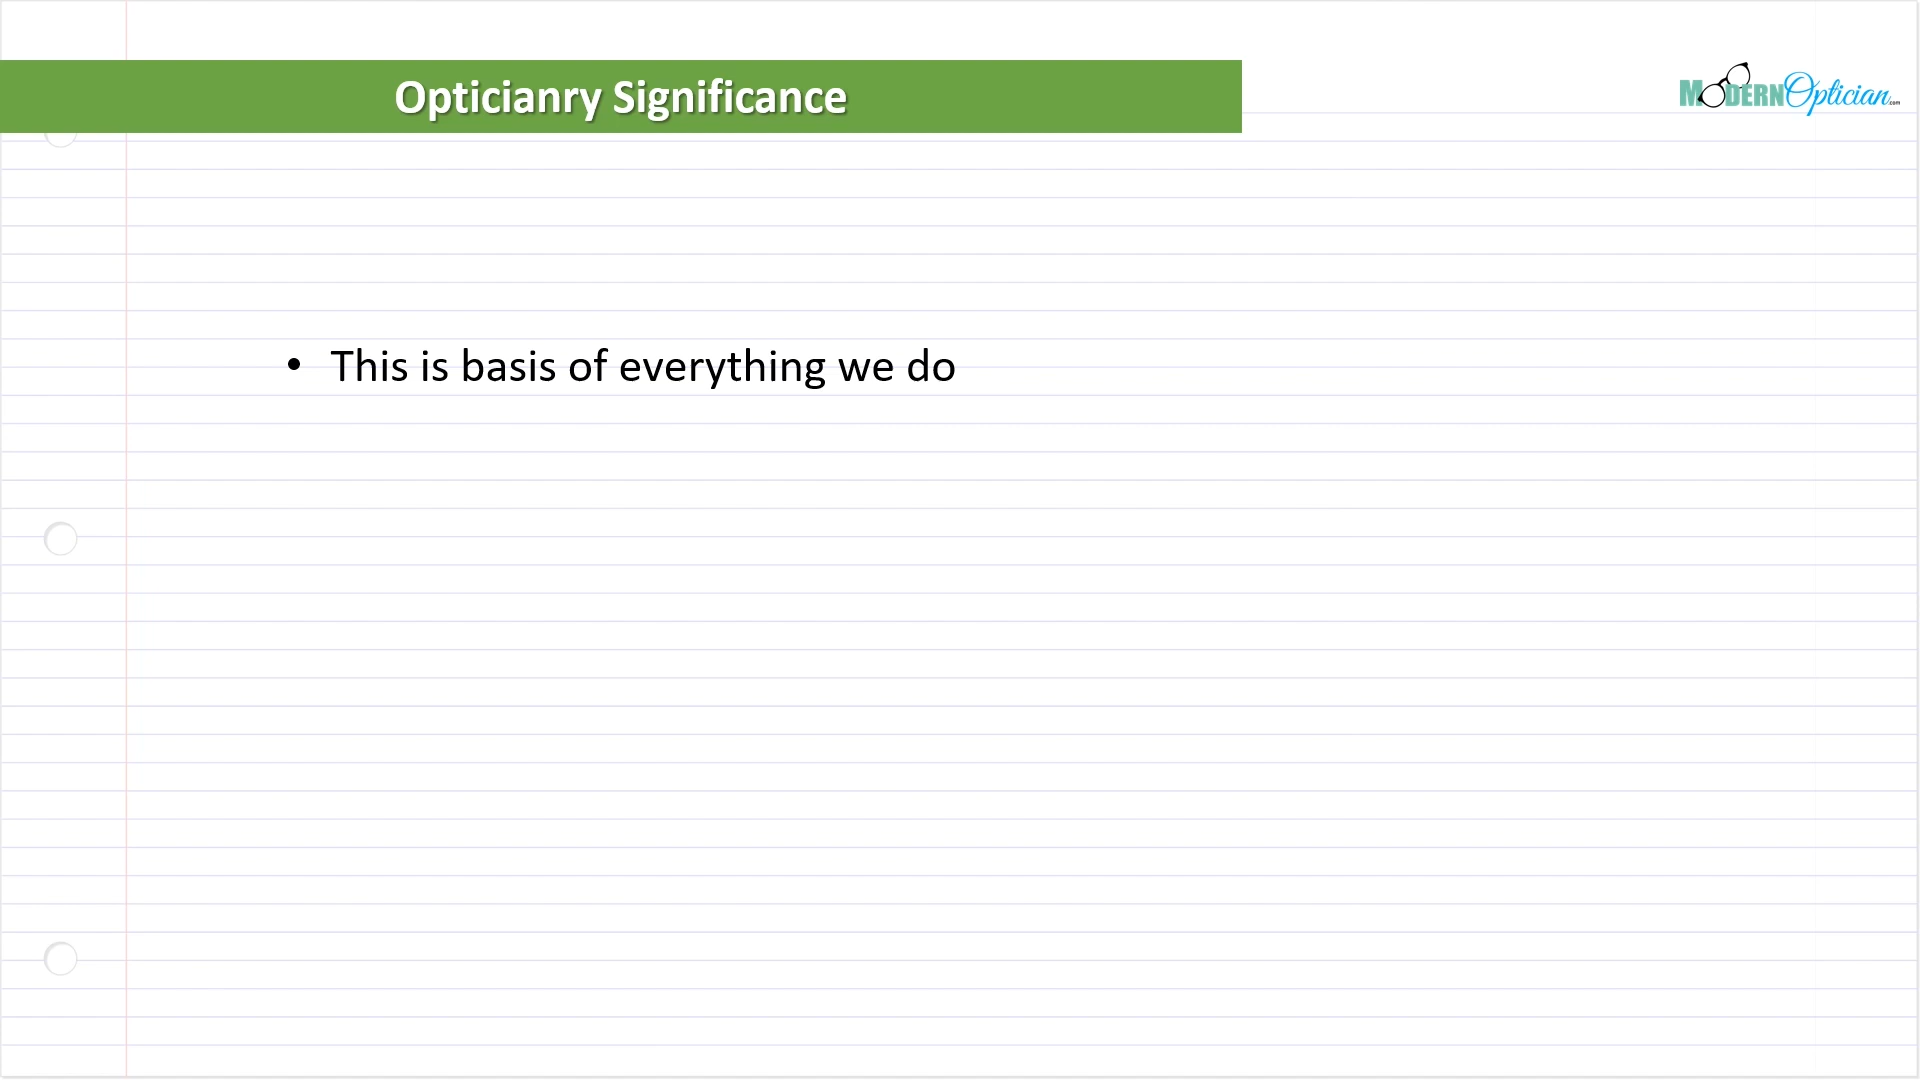 Opticianry Significance
MODERNOptician.com
• This is basis of everything we do